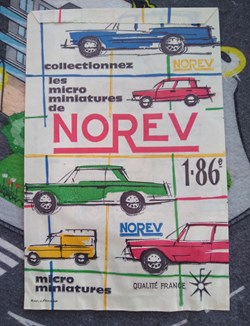 collectionnez
NOREV
les
micro
miniatures
de
NOREV
1·86e
NOREV
micro
miniatures
QUALITÉ FRANCE
F